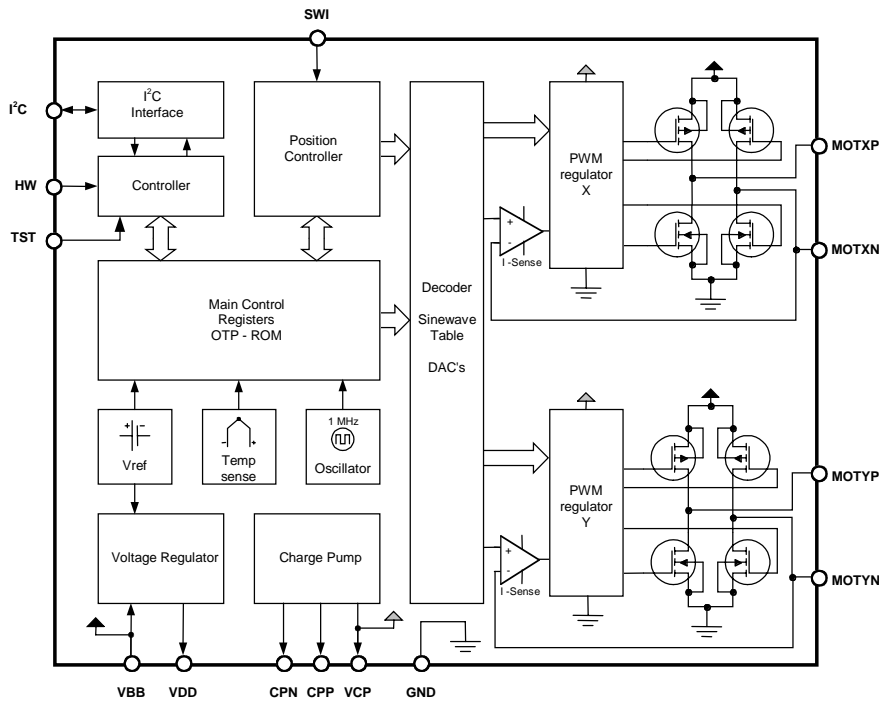 SWI
I²C
I²C
Interface
HW
Controller
TST
Position
Controller
Main Control
Registers
OTP - ROM
Decoder
Sinewave
Table
DAC's
PWM
regulator
X
+
-
I -Sense
MOTXP
MOTXN
+ -
Vref
- +
Temp
sense
1 MHz
Oscillator
PWM
regulator
Y
+
-
I -Sense
MOTYP
MOTYN
Voltage Regulator
Charge Pump
VBB
VDD
CPN
CPP
VCP
GND